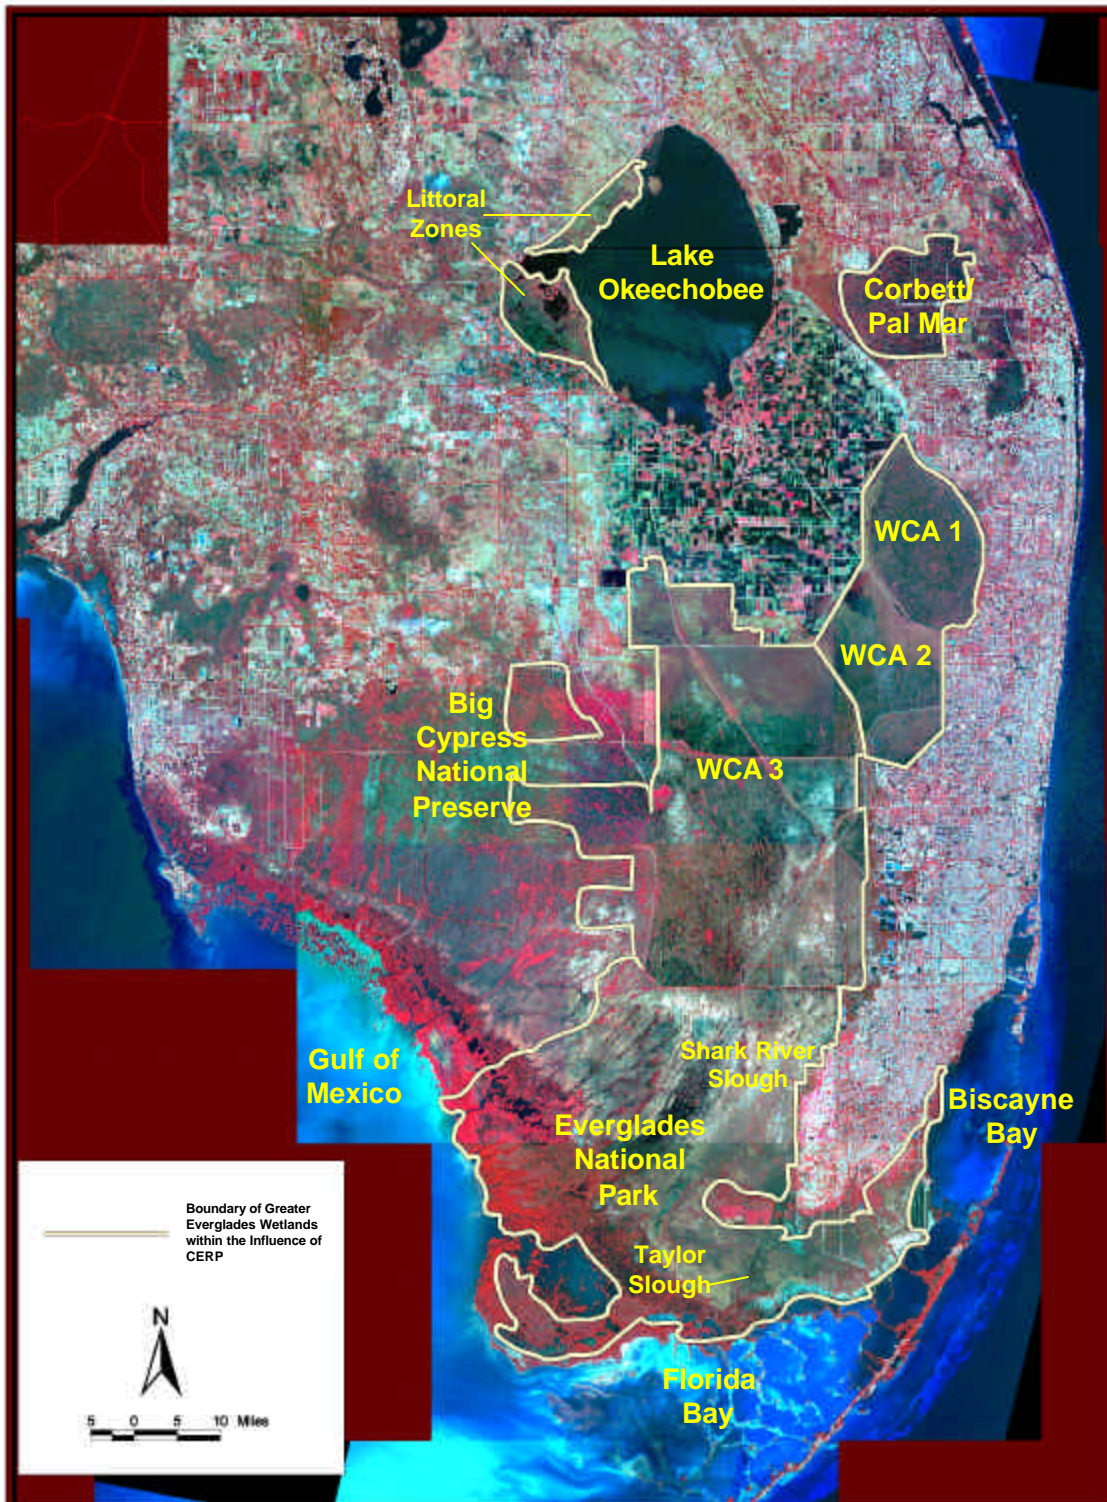 Littoral
Zones
Lake
Okeechobee
Corbett/
Pal Mar
WCA 1
WCA 2
Big
Cypress
National
Preserve
WCA 3
Shark River
Slough
Gulf of
Mexico
Biscayne
Bay
Everglades
National
Park
Taylor
Slough
Florida
Bay
Boundary of Greater
Everglades Wetlands
within the Influence of
CERP
N
5 0 5 10 Miles